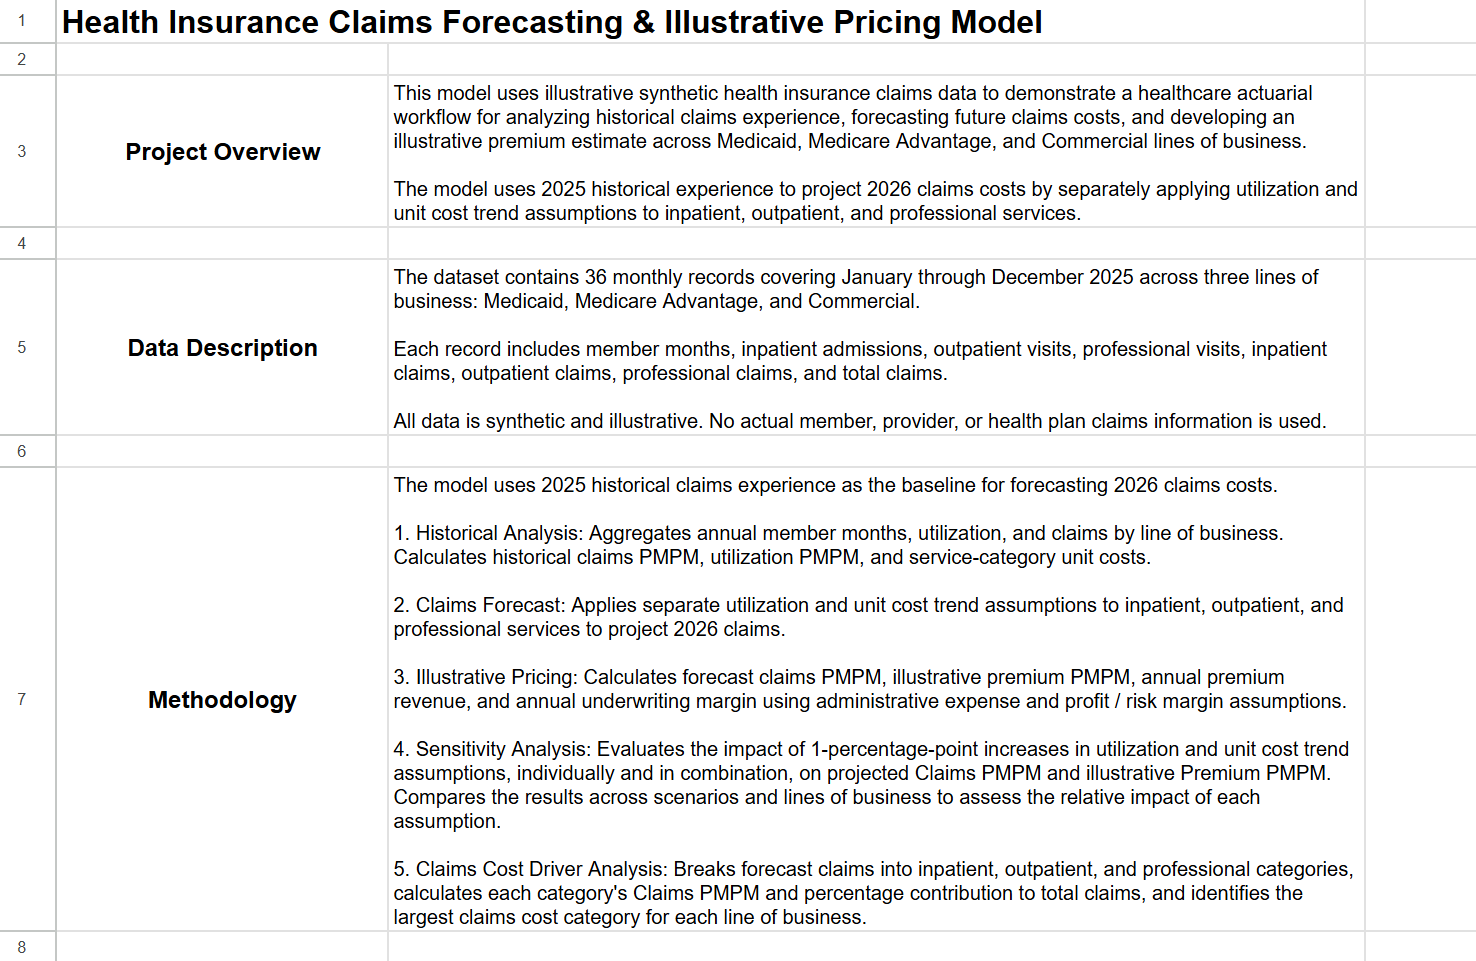 1
Health Insurance Claims Forecasting & Illustrative Pricing Model
2
3
Project Overview
This model uses illustrative synthetic health insurance claims data to demonstrate a healthcare actuarial
workflow for analyzing historical claims experience, forecasting future claims costs, and developing an
illustrative premium estimate across Medicaid, Medicare Advantage, and Commercial lines of business.
The model uses 2025 historical experience to project 2026 claims costs by separately applying utilization and
unit cost trend assumptions to inpatient, outpatient, and professional services.
4
5
Data Description
The dataset contains 36 monthly records covering January through December 2025 across three lines of
business: Medicaid, Medicare Advantage, and Commercial.
Each record includes member months, inpatient admissions, outpatient visits, professional visits, inpatient
claims, outpatient claims, professional claims, and total claims.
All data is synthetic and illustrative. No actual member, provider, or health plan claims information is used.
6
7
Methodology
The model uses 2025 historical claims experience as the baseline for forecasting 2026 claims costs.
1. Historical Analysis: Aggregates annual member months, utilization, and claims by line of business.
Calculates historical claims PMPM, utilization PMPM, and service-category unit costs.
2. Claims Forecast: Applies separate utilization and unit cost trend assumptions to inpatient, outpatient, and
professional services to project 2026 claims.
3. Illustrative Pricing: Calculates forecast claims PMPM, illustrative premium PMPM, annual premium
revenue, and annual underwriting margin using administrative expense and profit / risk margin assumptions.
4. Sensitivity Analysis: Evaluates the impact of 1-percentage-point increases in utilization and unit cost trend
assumptions, individually and in combination, on projected Claims PMPM and illustrative Premium PMPM.
Compares the results across scenarios and lines of business to assess the relative impact of each
assumption.
5. Claims Cost Driver Analysis: Breaks forecast claims into inpatient, outpatient, and professional categories,
calculates each category's Claims PMPM and percentage contribution to total claims, and identifies the
largest claims cost category for each line of business.
8